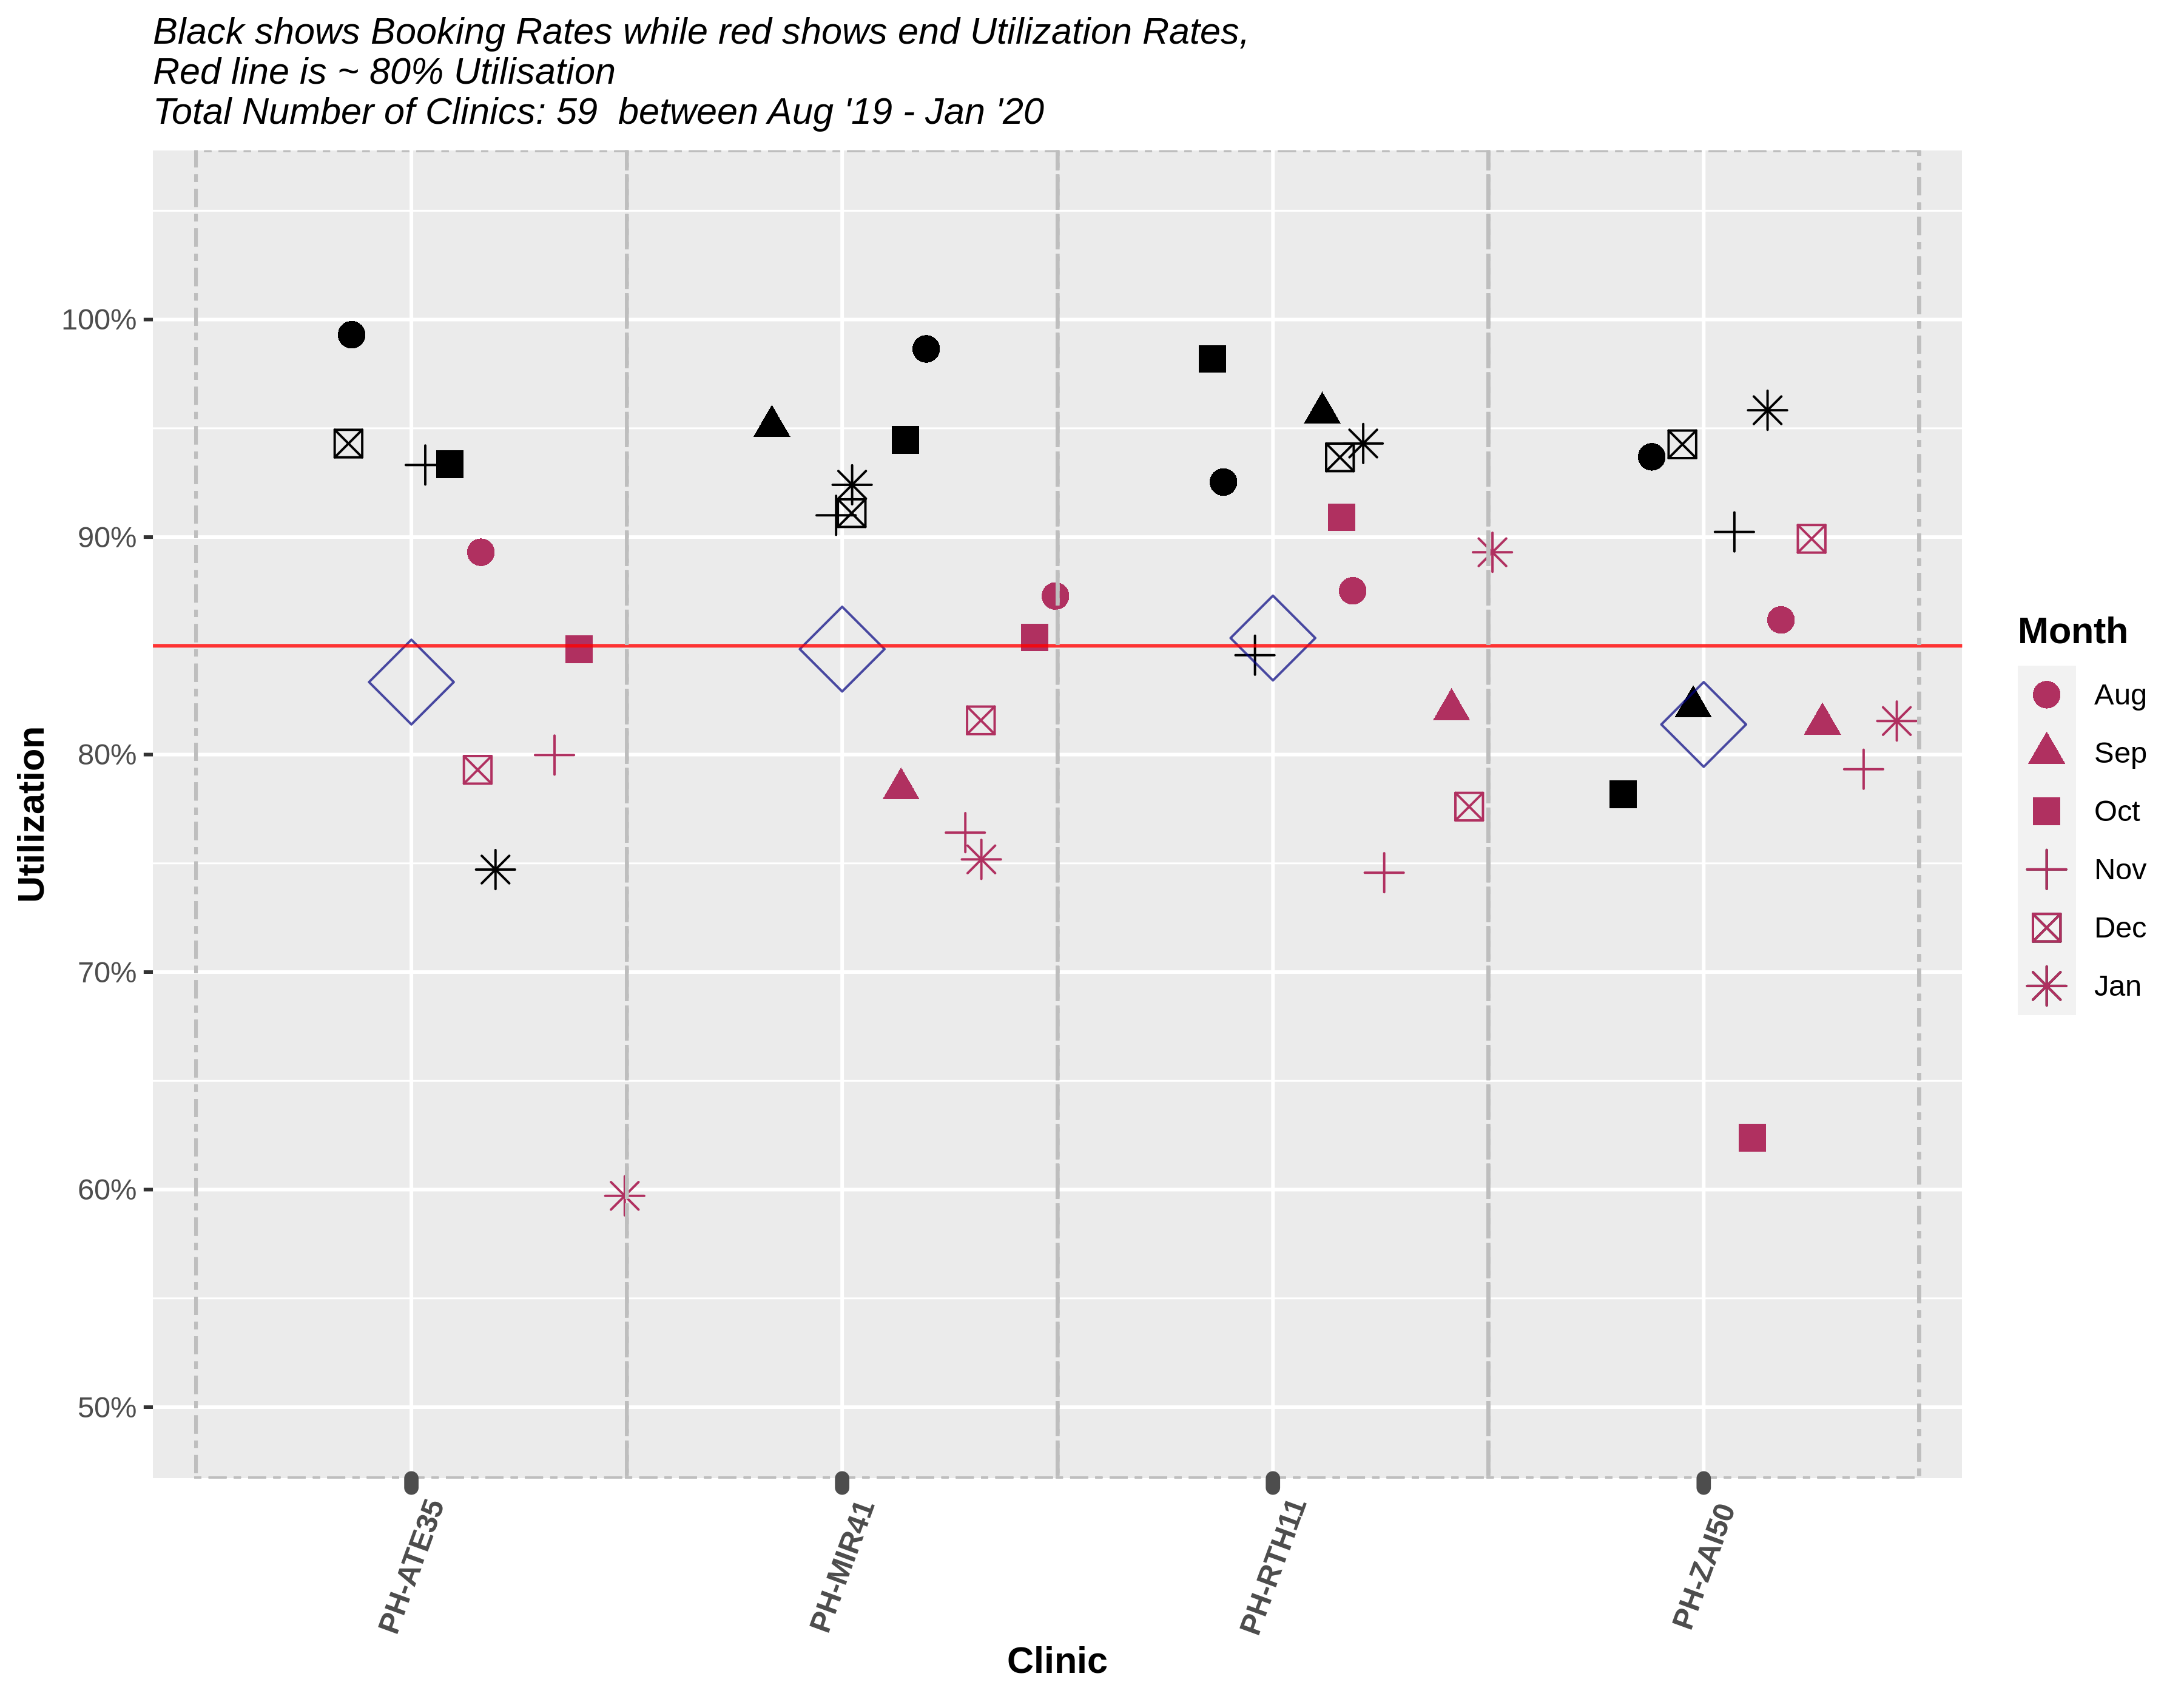 Black shows Booking Rates while red shows end Utilization Rates,
Red line is ~ 80% Utilisation
Total Number of Clinics: 59  between Aug '19 - Jan '20
100%
90%
80%
70%
60%
50%
Utilization
PH-ATE35
PH-MIR41
PH-RTH11
PH-ZAI50
Clinic
Month
Aug
Sep
Oct
Nov
Dec
Jan